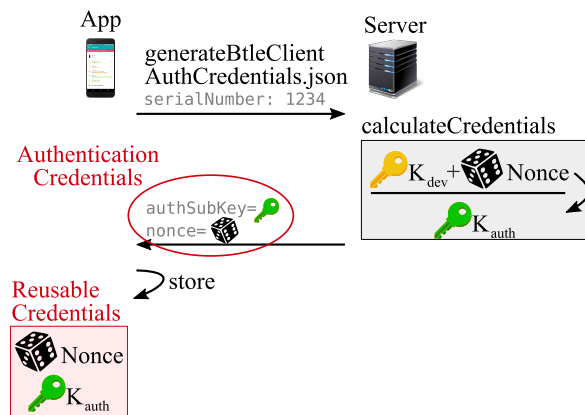 App
Server
generateBtleClient
AuthCredentials.json
serialNumber: 1234
calculateCredentials
K dev + Nonce
K auth
Authentication
Credentials
authSubKey=
nonce=
store
Reusable
Credentials
Nonce
K auth